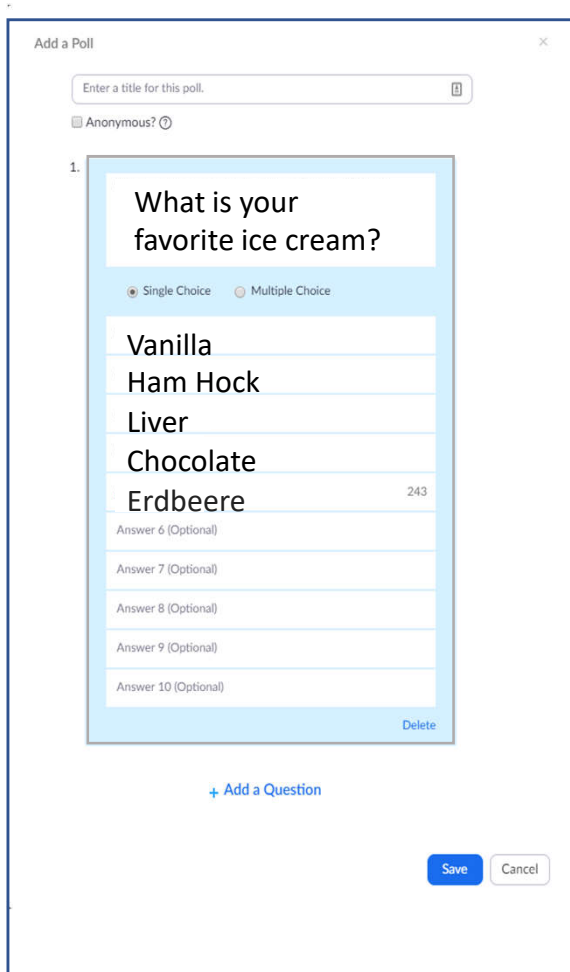 Add a Poll ×
Enter a title for this poll.
Anonymous? ?
1.
What is your
favorite ice cream?
Single Choice Multiple Choice
Vanilla
Ham Hock
Liver
Chocolate
Erdbeere 243
Answer 6 (Optional)
Answer 7 (Optional)
Answer 8 (Optional)
Answer 9 (Optional)
Answer 10 (Optional)
Delete
+ Add a Question
Save Cancel